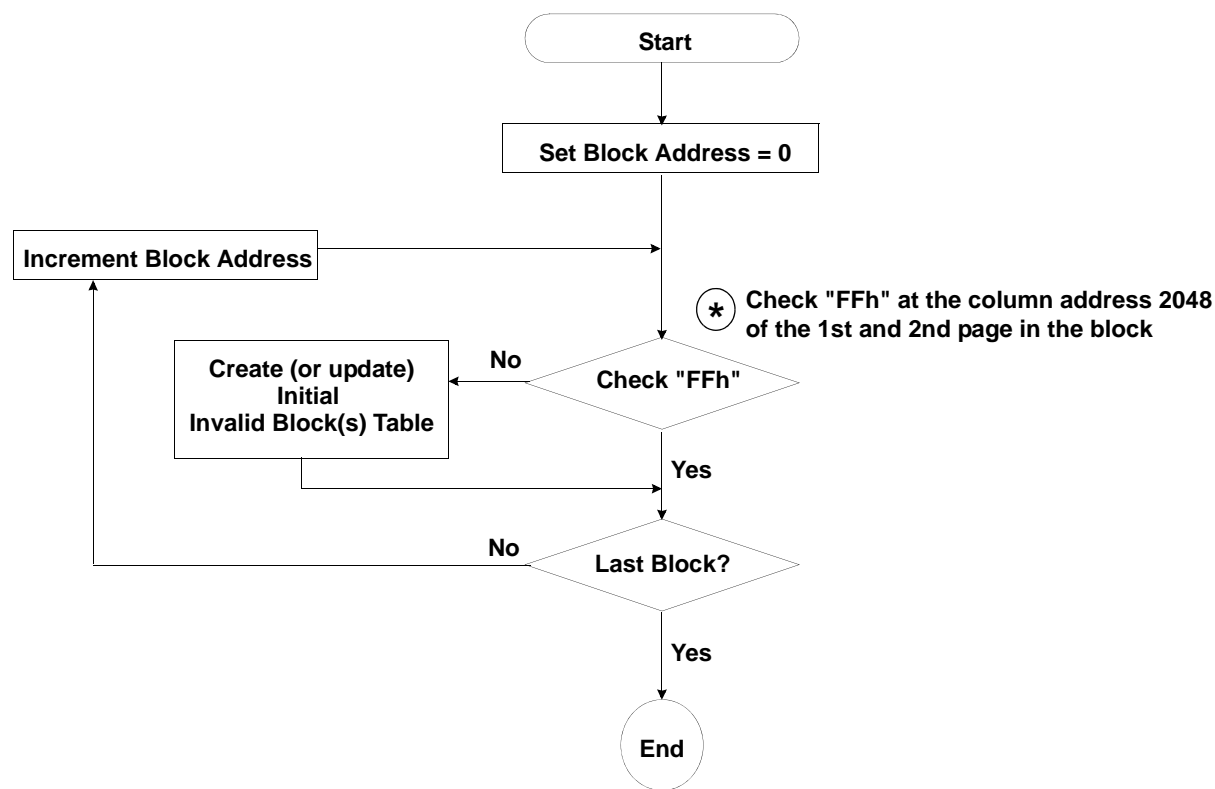 Start
Set Block Address = 0
Increment Block Address
* Check "FFh" at the column address 2048
of the 1st and 2nd page in the block
No
Create (or update)
Initial
Invalid Block(s) Table
Check "FFh"
Yes
No
Last Block?
Yes
End